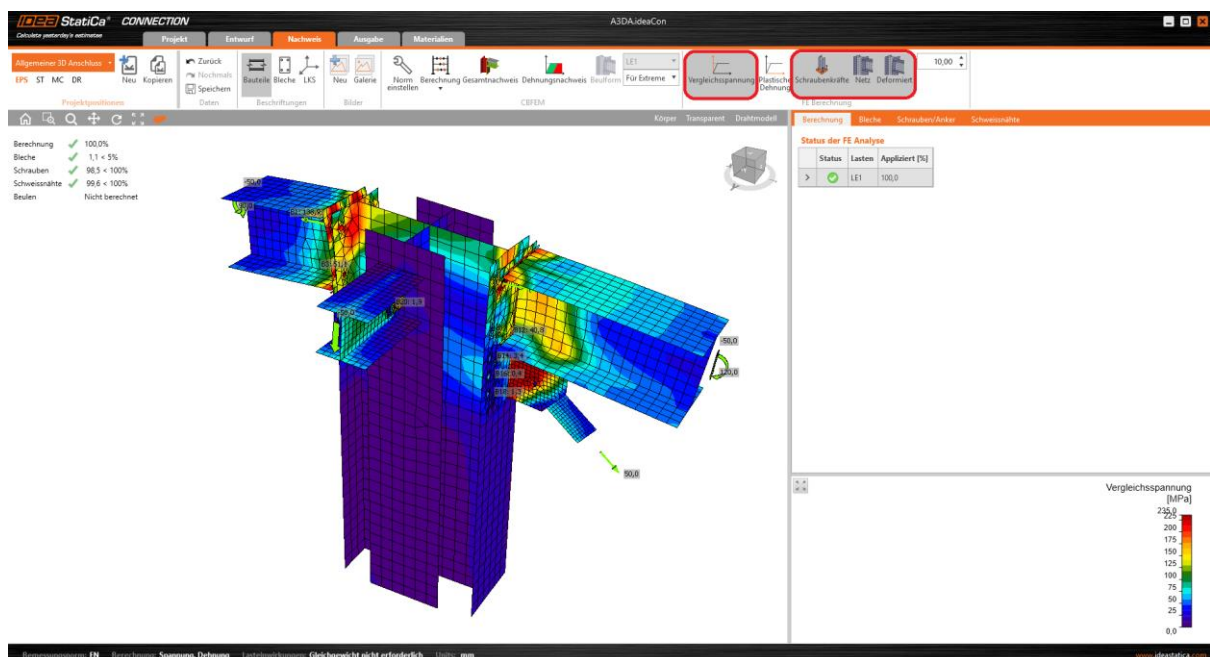 IDEA StatiCa® CONNECTION
Calculate yesterday's estimates
A3DA.ideaCon
Projekt Entwurf Nachweis Ausgabe Materialien
Allgemeiner 3D Anschluss
EPS ST MC DR
Neu Kopieren
Zurück
Nochmals
Speichern
Bauteile Bleche LKS
Neu Galerie
Norm einstellen
Berechnung Gesamtnachweis Dehnungsnachweis Beulform
LE1
Für Extreme
Vergleichsspannung
Plastische Dehnung
Schraubenkräfte Netz Deformiert
10,00
Projektpositionen Daten Beschriftungen Bilder CBFEM FE Berechnung
Körper Transparent Drahtmodell
Berechnung 100,0%
Bleche 1,1 < 5%
Schrauben 98,5 < 100%
Schweissnähte 99,6 < 100%
Beulen Nicht berechnet
-50,0
-50,0
120,0
50,0
Berechnung Bleche Schrauben/Anker Schweissnähte
Status der FE Analyse
Status Lasten Appliziert [%]
> LE1 100,0
Vergleichsspannung
[MPa]
235,0
225
200
175
150
125
100
75
50
25
0,0
Bemessungsnorm: EN Berechnung: Spannung, Dehnung Lasteinwirkungen: Gleichgewicht nicht erforderlich Units: mm
www.ideastatica.com